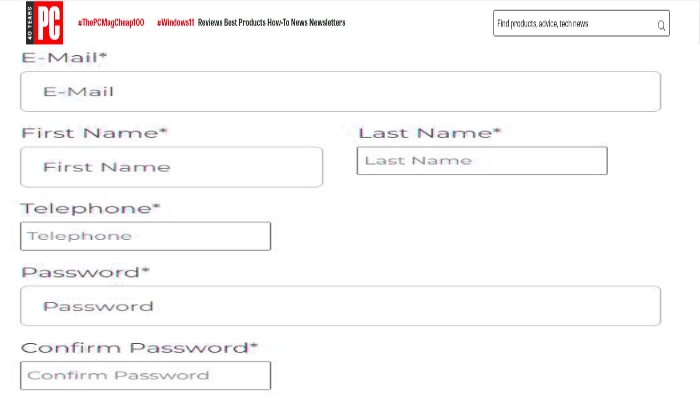 40 YEARS PC #ThePCMagCheap100 #Windows11 Reviews Best Products How-To News Newsletters Find products, advice, tech news
E-Mail*
E-Mail
First Name* Last Name*
First Name Last Name
Telephone*
Telephone
Password*
Password
Confirm Password*
Confirm Password